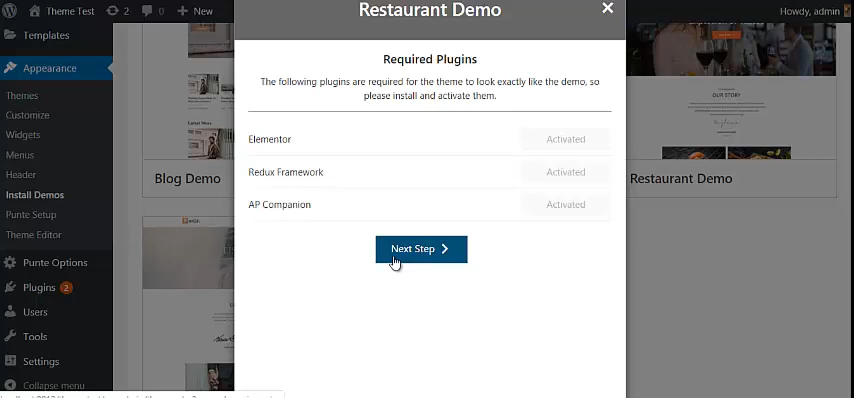 Theme Test
2
0
New
Howdy, admin
Templates
Appearance
Themes
Customize
Widgets
Menus
Header
Install Demos
Punte Setup
Theme Editor
Punte Options
Plugins 2
Users
Tools
Settings
Collapse menu
Blog Demo
Restaurant Demo
Required Plugins
The following plugins are required for the theme to look exactly like the demo, so
please install and activate them.
Elementor Activated
Redux Framework Activated
AP Companion Activated
Next Step
OUR STORY
Restaurant Demo